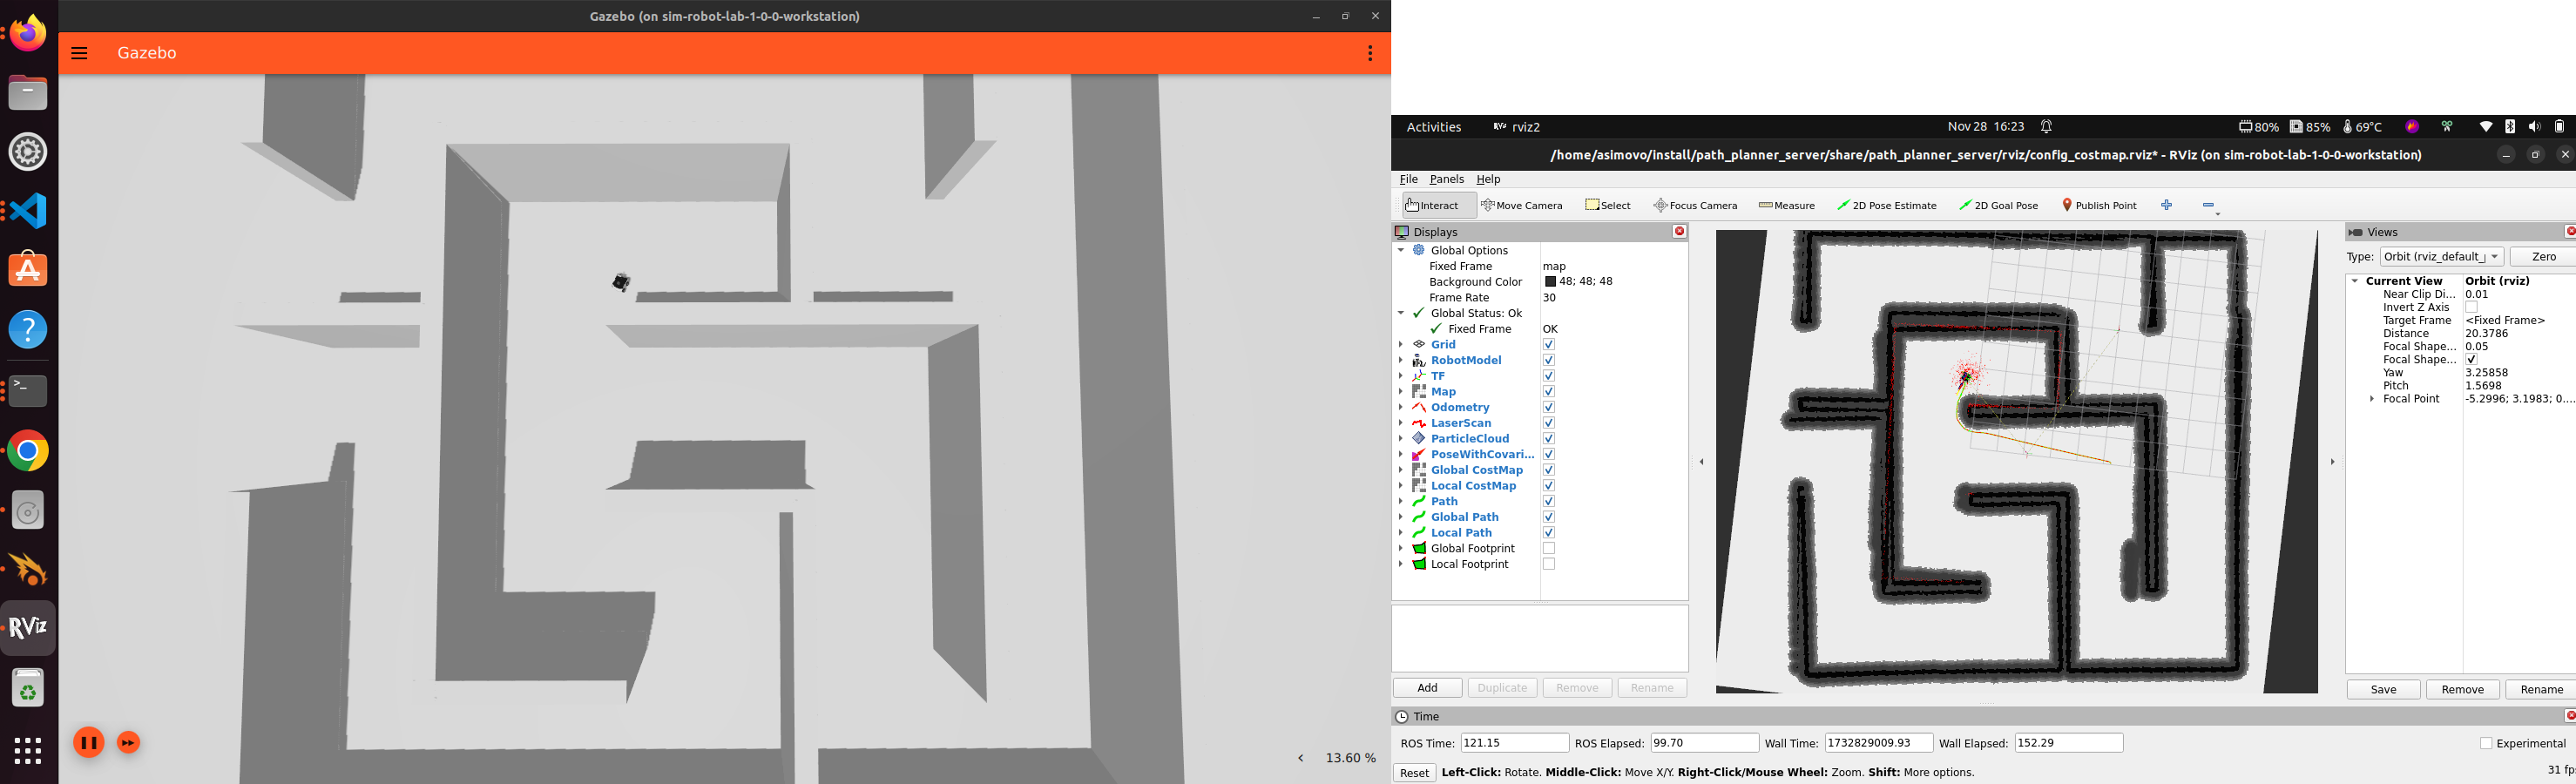 Gazebo (on sim-robot-lab-1-0-0-workstation)
Gazebo
13.60 %
RViz
Activities
rviz2
Nov 28 16:23
80%
85%
69°C
/home/asimovo/install/path_planner_server/share/path_planner_server/rviz/config_costmap.rviz* - RViz (on sim-robot-lab-1-0-0-workstation)
File Panels Help
Interact
Move Camera
Select
Focus Camera
Measure
2D Pose Estimate
2D Goal Pose
Publish Point
Displays
Global Options
Fixed Frame map
Background Color 48; 48; 48
Frame Rate 30
Global Status: Ok
Fixed Frame OK
Grid
RobotModel
TF
Map
Odometry
LaserScan
ParticleCloud
PoseWithCovari...
Global CostMap
Local CostMap
Path
Global Path
Local Path
Global Footprint
Local Footprint
Add Duplicate Remove Rename
Views
Type: Orbit (rviz_default_ Zero
Current View Orbit (rviz)
Near Clip Di... 0.01
Invert Z Axis
Target Frame <Fixed Frame>
Distance 20.3786
Focal Shape... 0.05
Focal Shape...
Yaw 3.25858
Pitch 1.5698
Focal Point -5.2996; 3.1983; 0....
Save Remove Rename
Time
ROS Time: 121.15 ROS Elapsed: 99.70 Wall Time: 1732829009.93 Wall Elapsed: 152.29
Experimental
Reset Left-Click: Rotate. Middle-Click: Move X/Y. Right-Click/Mouse Wheel: Zoom. Shift: More options.
31 fp